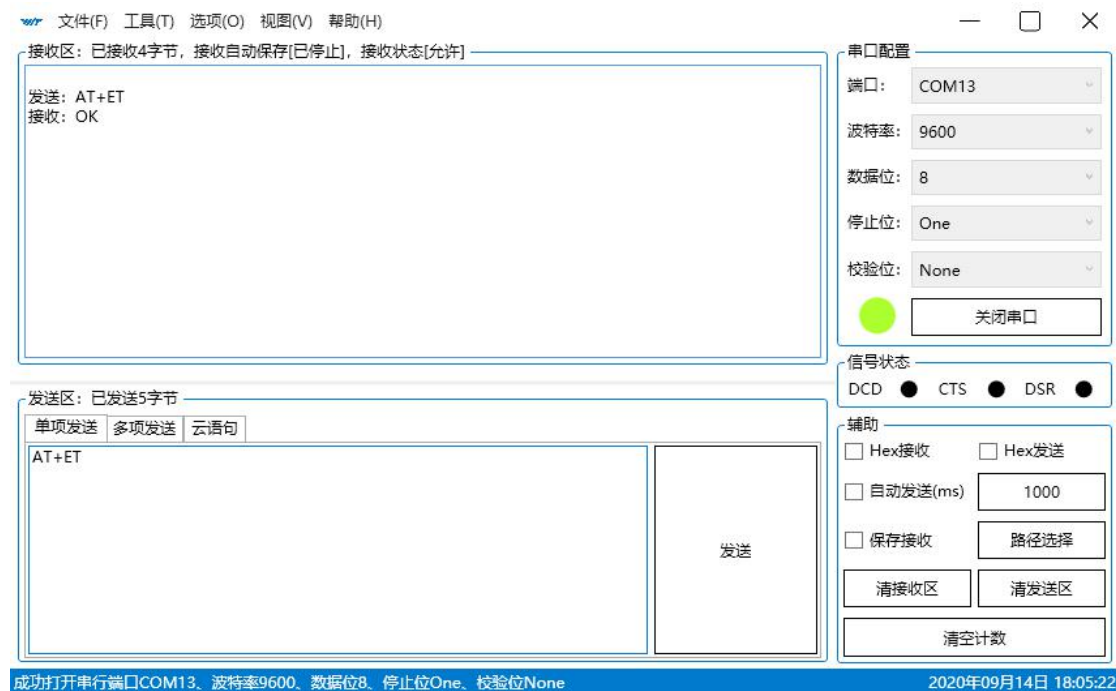 文件(F) 工具(T) 选项(O) 视图(V) 帮助(H)
接收区：已接收4字节，接收自动保存[已停止]，接收状态[允许]
发送：AT+ET
接收：OK
发送区：已发送5字节
单项发送 多项发送 云语句
AT+ET
发送
串口配置
端口： COM13
波特率： 9600
数据位： 8
停止位： One
校验位： None
关闭串口
信号状态
DCD CTS DSR
辅助
Hex接收 Hex发送
自动发送(ms) 1000
保存接收 路径选择
清接收区 清发送区
清空计数
成功打开串行端口COM13、波特率9600、数据位8、停止位One、校验位None 2020年09月14日 18:05:22